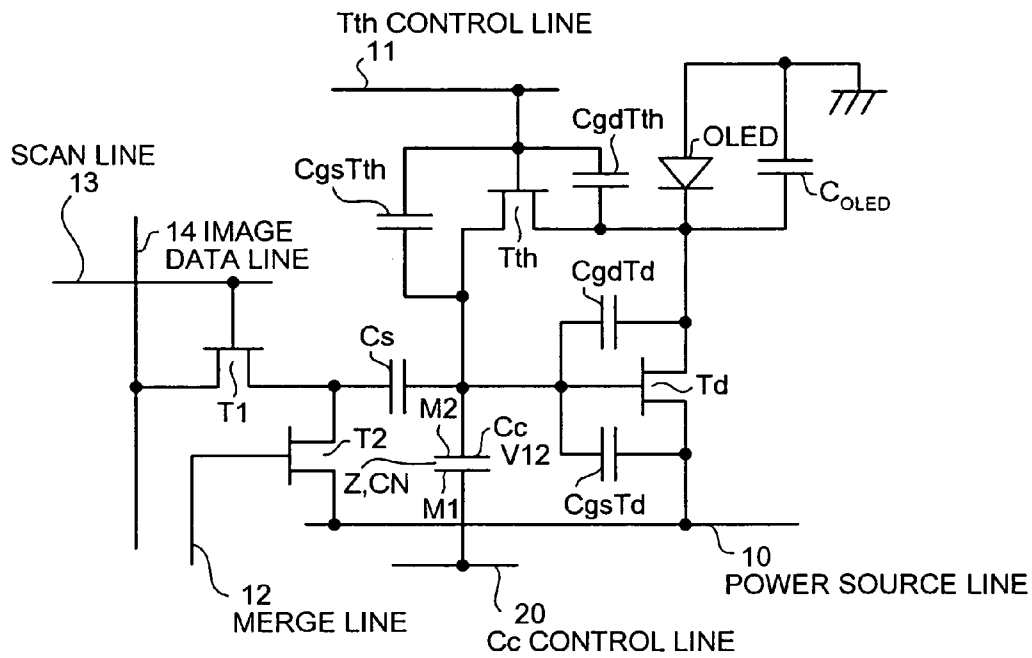 Tth CONTROL LINE
11
CgdTth
OLED
SCAN LINE
13
CgsTth
C_OLED
14 IMAGE
DATA LINE
Tth
CgdTd
Cs
T1
Td
M2
Cc
T2
V12
Z,CN
M1
CgsTd
10
POWER SOURCE LINE
12
MERGE LINE
20
Cc CONTROL LINE